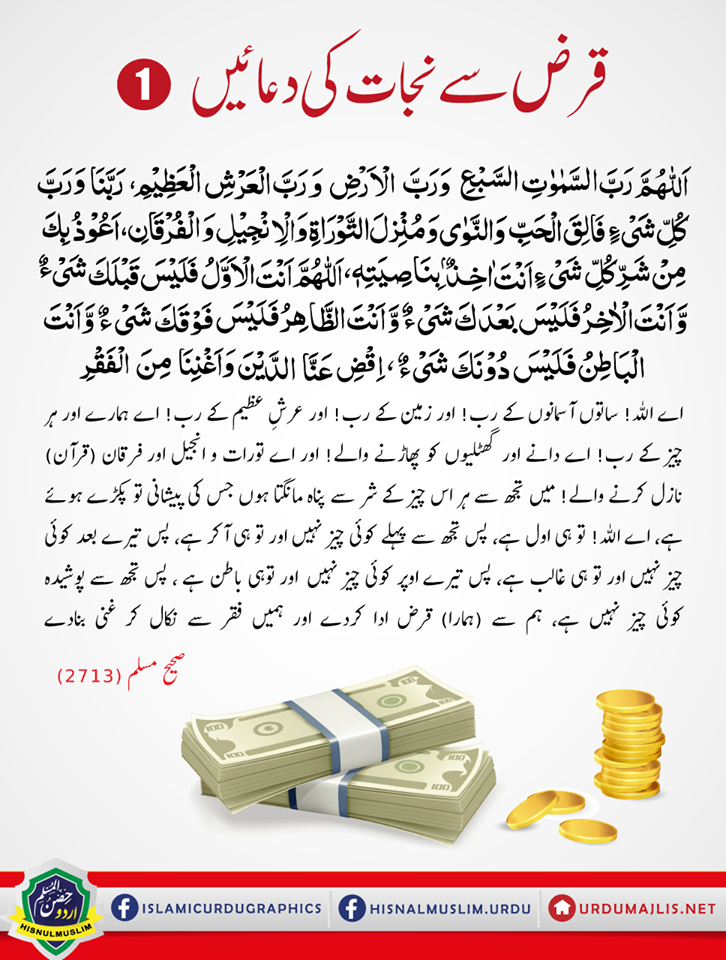 قرض سے نجات کی دعائیں 1
اَللّٰهُمَّ رَبَّ السَّمٰوٰتِ السَّبْعِ وَرَبَّ الْاَرْضِ وَرَبَّ الْعَرْشِ الْعَظِيْمِ، رَبَّنَا وَرَبَّ
كُلِّ شَیْءٍ فَالِقَ الْحَبِّ وَالنَّوٰى وَمُنْزِلَ التَّوْرَاةِ وَالْاِنْجِيْلِ وَالْفُرْقَانِ، اَعُوْذُ بِكَ
مِنْ شَرِّ كُلِّ شَیْءٍ اَنْتَ اٰخِذٌۢ بِنَاصِيَتِهٖ، اَللّٰهُمَّ اَنْتَ الْاَوَّلُ فَلَيْسَ قَبْلَكَ شَیْءٌ
وَّاَنْتَ الْاٰخِرُ فَلَيْسَ بَعْدَكَ شَیْءٌ وَّاَنْتَ الظَّاهِرُ فَلَيْسَ فَوْقَكَ شَیْءٌ وَّاَنْتَ
الْبَاطِنُ فَلَيْسَ دُوْنَكَ شَیْءٌ، اِقْضِ عَنَّا الدَّيْنَ وَاَغْنِنَا مِنَ الْفَقْرِ
اے اللہ! ساتوں آسمانوں کے رب! اور زمین کے رب! اور عرشِ عظیم کے رب! اے ہمارے اور ہر
چیز کے رب! اے دانے اور گھٹلیوں کو پھاڑنے والے! اور اے تورات و انجیل اور فرقان (قرآن)
نازل کرنے والے! میں تجھ سے ہر اس چیز کے شر سے پناہ مانگتا ہوں جس کی پیشانی تو پکڑے ہوئے
ہے، اے اللہ! تو ہی اول ہے، پس تجھ سے پہلے کوئی چیز نہیں اور تو ہی آکر ہے، پس تیرے بعد کوئی
چیز نہیں اور تو ہی غالب ہے، پس تیرے اوپر کوئی چیز نہیں اور توہی باطن ہے، پس تجھ سے پوشیدہ
کوئی چیز نہیں ہے، ہم سے (ہمارا) قرض ادا کردے اور ہمیں فقر سے نکال کر غنی بنادے
صحیح مسلم (2713)
100 100 100 100
حصن المسلم
اردو
HISNULMUSLIM
ISLAMICURDUGRAPHICS
HISNALMUSLIM.URDU
URDUMAJLIS.NET